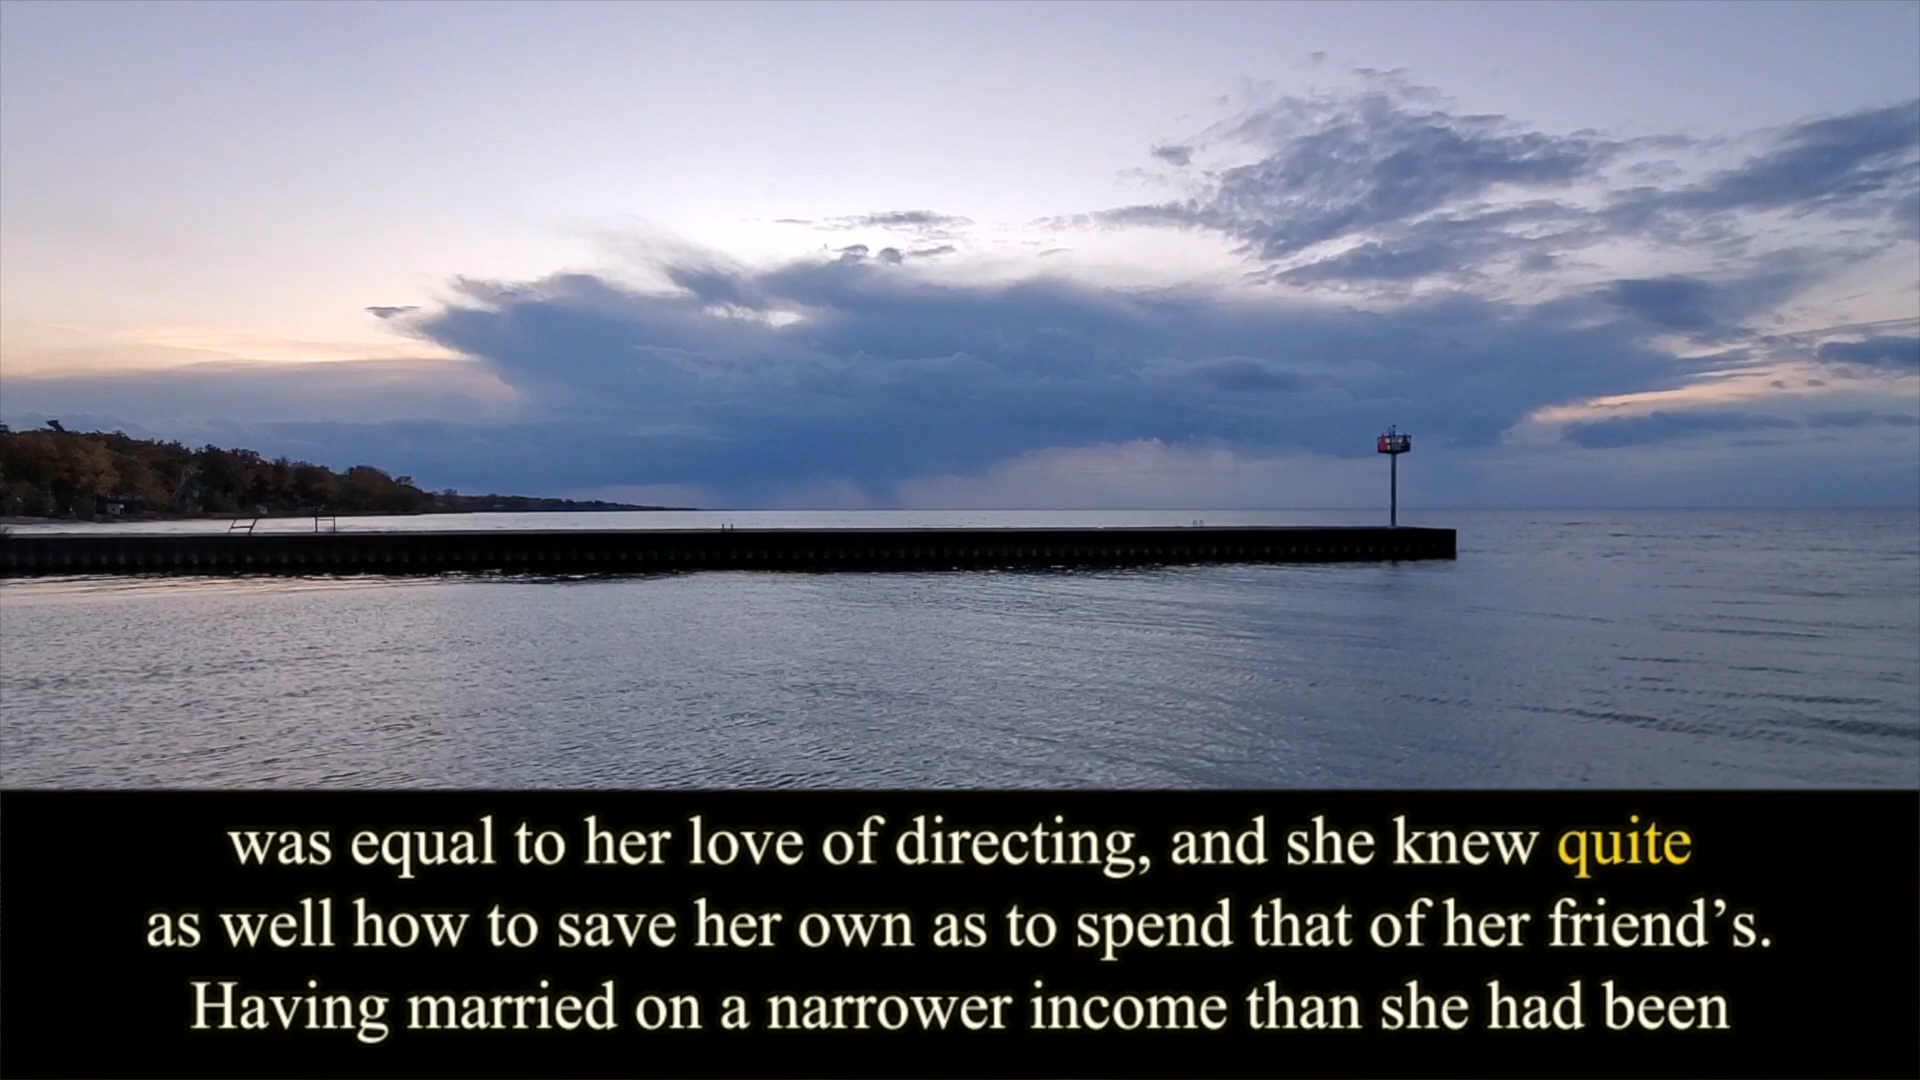 was equal to her love of directing, and she knew quite
as well how to save her own as to spend that of her friend’s.
Having married on a narrower income than she had been